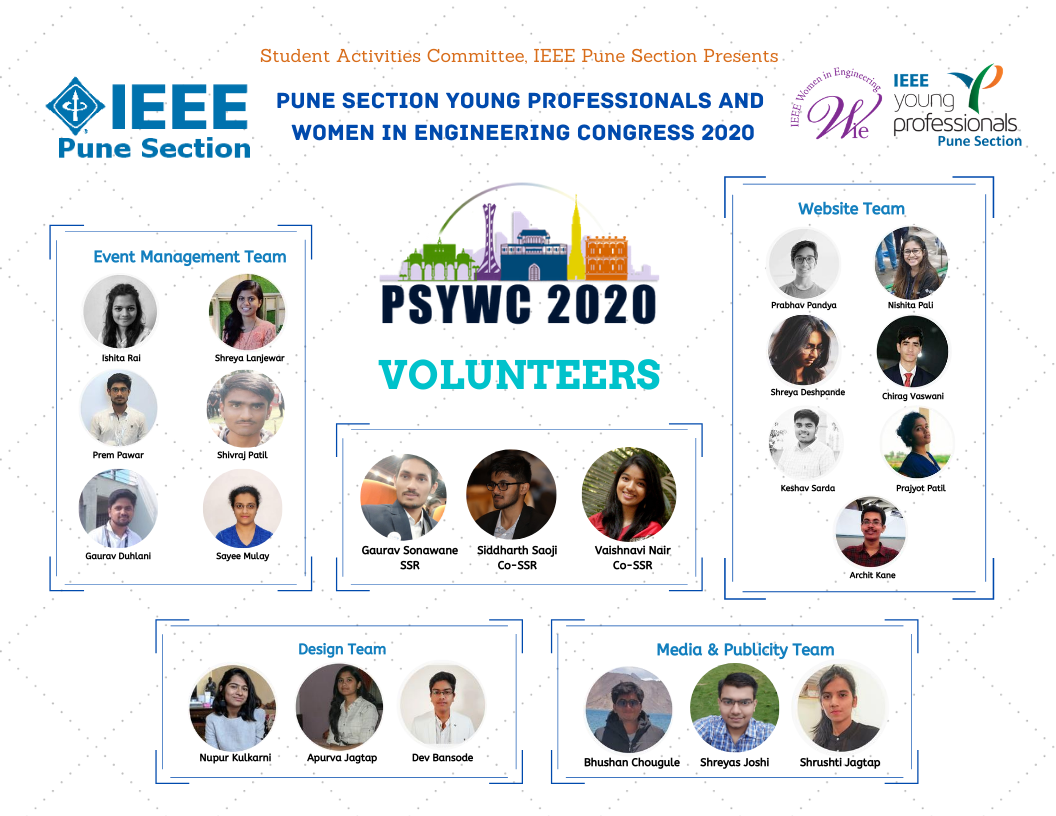 Student Activities Committee, IEEE Pune Section Presents
IEEE
Pune Section
PUNE SECTION YOUNG PROFESSIONALS AND
WOMEN IN ENGINEERING CONGRESS 2020
IEEE Women in Engineering
Wie
IEEE
young
professionals
Pune Section
PSYWC 2020
VOLUNTEERS
Event Management Team
Ishita Rai
Shreya Lanjewar
Prem Pawar
Shivraj Patil
Gaurav Duhlani
Sayee Mulay
Gaurav Sonawane
SSR
Siddharth Saoji
Co-SSR
Vaishnavi Nair
Co-SSR
Website Team
Prabhav Pandya
Nishita Pali
Shreya Deshpande
Chirag Vaswani
Keshav Sarda
Prajyot Patil
Archit Kane
Design Team
Nupur Kulkarni
Apurva Jagtap
Dev Bansode
Media & Publicity Team
Bhushan Chougule
Shreyas Joshi
Shrushti Jagtap